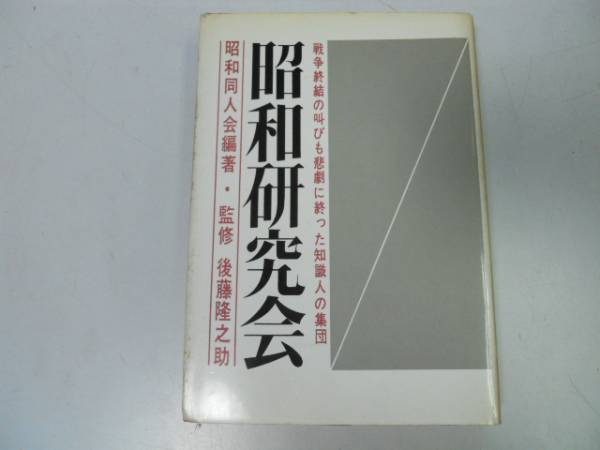 戦争終結の叫びも悲劇に終った知識人の集団
昭和研究会
昭和同人会編著・監修 後藤隆之助